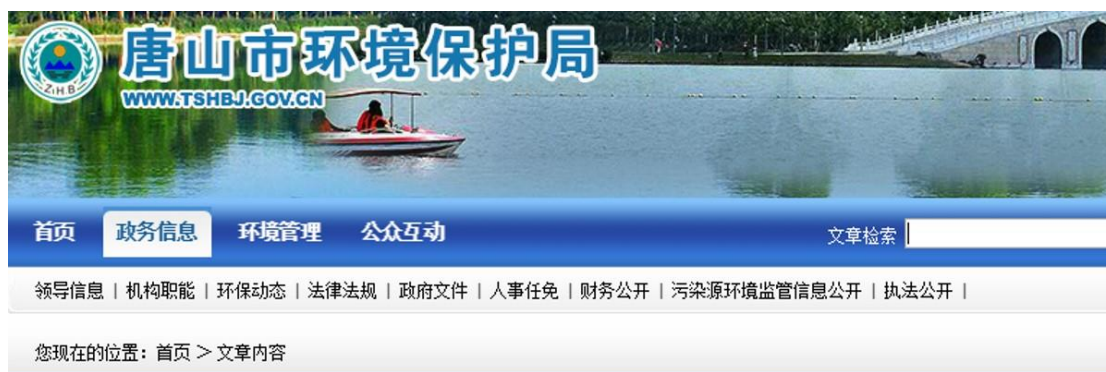 唐山市环境保护局
ZHB
WWW.TSHBJ.GOV.CN
首页 政务信息 环境管理 公众互动 文章检索
领导信息 | 机构职能 | 环保动态 | 法律法规 | 政府文件 | 人事任免 | 财务公开 | 污染源环境监管信息公开 | 执法公开 |
您现在的位置：首页 > 文章内容